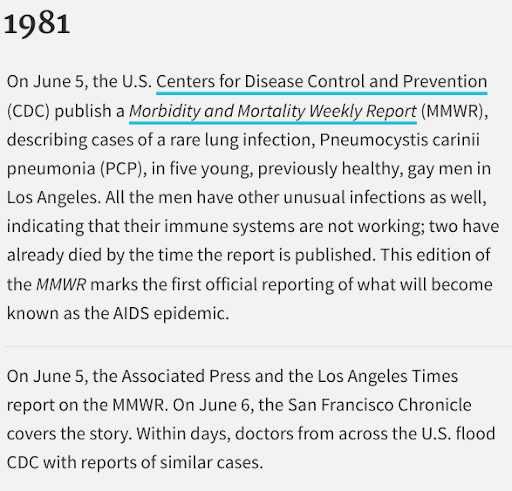 1981
On June 5, the U.S. Centers for Disease Control and Prevention
(CDC) publish a Morbidity and Mortality Weekly Report (MMWR),
describing cases of a rare lung infection, Pneumocystis carinii
pneumonia (PCP), in five young, previously healthy, gay men in
Los Angeles. All the men have other unusual infections as well,
indicating that their immune systems are not working; two have
already died by the time the report is published. This edition of
the MMWR marks the first official reporting of what will become
known as the AIDS epidemic.
On June 5, the Associated Press and the Los Angeles Times
report on the MMWR. On June 6, the San Francisco Chronicle
covers the story. Within days, doctors from across the U.S. flood
CDC with reports of similar cases.